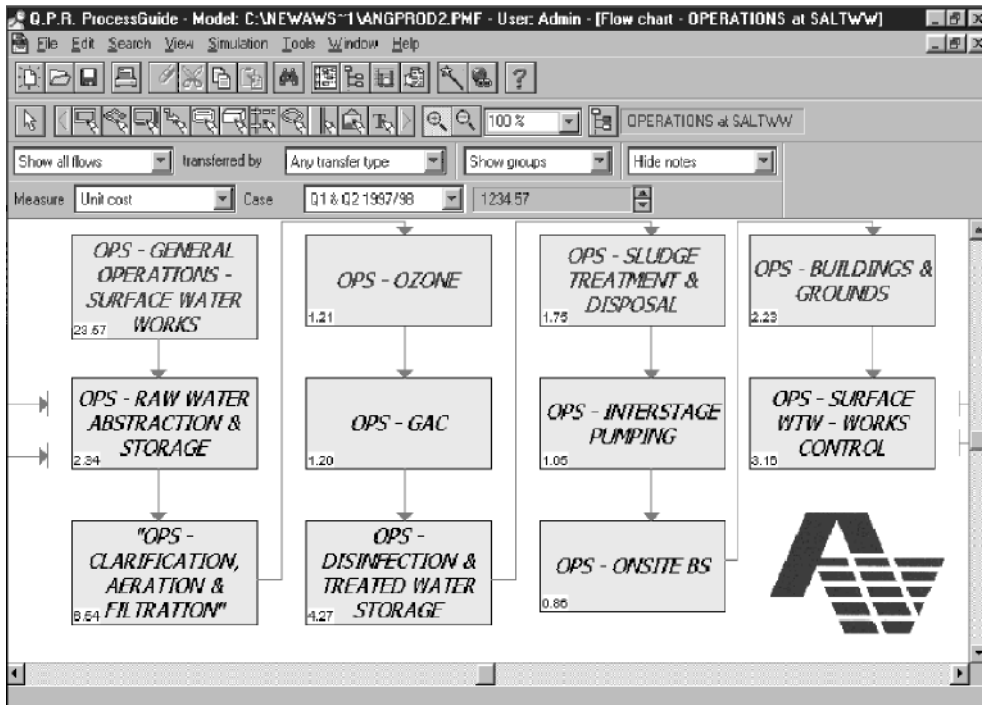 Q.P.R. ProcessGuide - Model: C:\NEWAWS~1\ANGPROD2.PMF - User: Admin - [Flow chart - OPERATIONS at SALTWW]
File Edit Search View Simulation Tools Window Help
100 % OPERATIONS at SALTWW
Show all flows transferred by Any transfer type Show groups Hide notes
Measure Unit cost Case Q1 & Q2 1997/98 1234.57
OPS - GENERAL
OPERATIONS -
SURFACE WATER
WORKS
23.57
OPS - RAW WATER
ABSTRACTION &
STORAGE
2.34
"OPS -
CLARIFICATION,
AERATION &
FILTRATION"
6.54
OPS - OZONE
1.21
OPS - GAC
1.20
OPS -
DISINFECTION &
TREATED WATER
STORAGE
4.27
OPS - SLUDGE
TREATMENT &
DISPOSAL
1.75
OPS - INTERSTAGE
PUMPING
1.05
OPS - ONSITE BS
0.86
OPS - BUILDINGS &
GROUNDS
2.23
OPS - SURFACE
WTW - WORKS
CONTROL
3.15